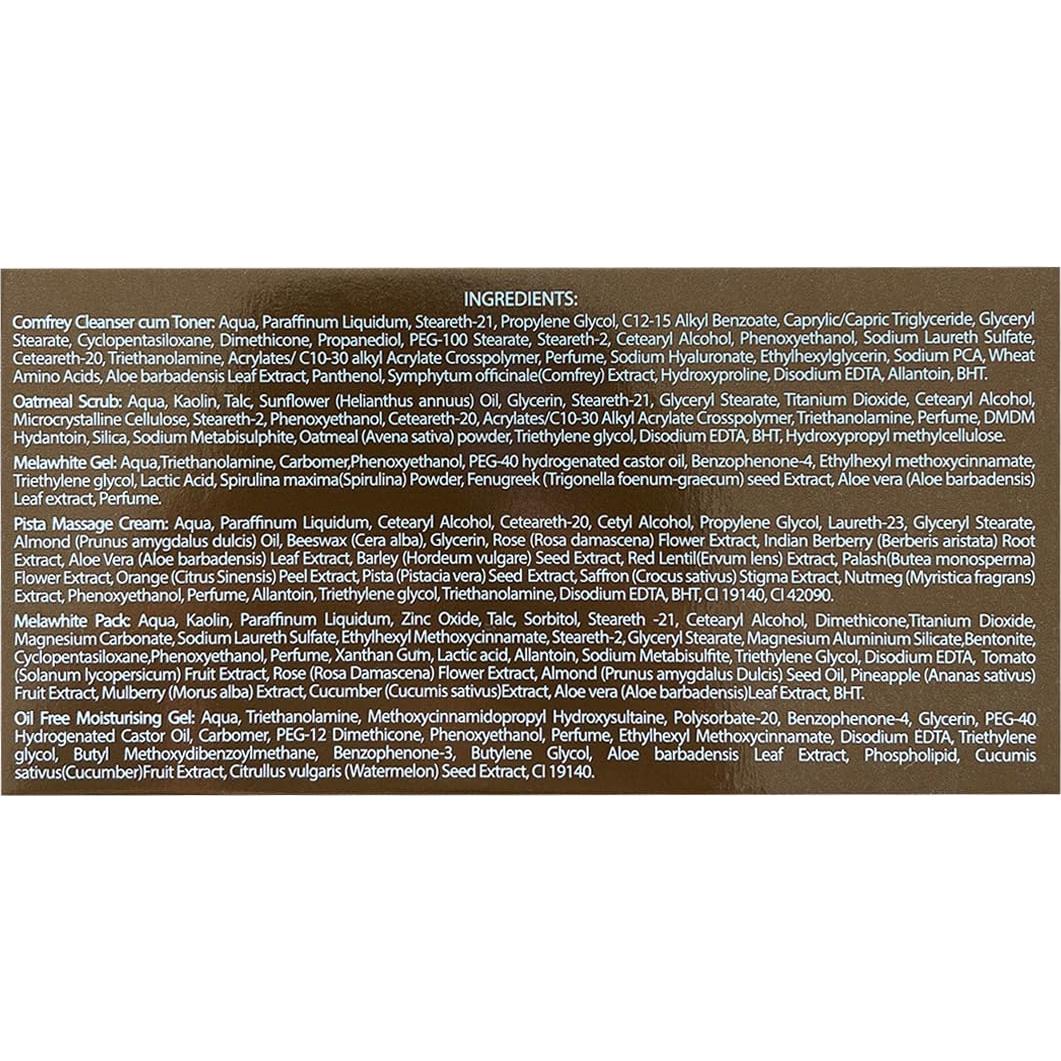 INGREDIENTS:
Comfrey Cleanser cum Toner: Aqua, Paraffinum Liquidum, Steareth-21, Propylene Glycol, C12-15 Alkyl Benzoate, Caprylic/Capric Triglyceride, Glyceryl
Stearate, Cyclopentasiloxane, Dimethicone, Propanediol, PEG-100 Stearate, Steareth-2, Cetearyl Alcohol, Phenoxyethanol, Sodium Laureth Sulfate,
Ceteareth-20, Triethanolamine, Acrylates/ C10-30 alkyl Acrylate Crosspolymer, Perfume, Sodium Hyaluronate, Ethylhexylglycerin, Sodium PCA, Wheat
Amino Acids, Aloe barbadensis Leaf Extract, Panthenol, Symphytum officinale(Comfrey) Extract, Hydroxyproline, Disodium EDTA, Allantoin, BHT.
Oatmeal Scrub: Aqua, Kaolin, Talc, Sunflower (Helianthus annuus) Oil, Glycerin, Steareth-21, Glyceryl Stearate, Titanium Dioxide, Cetearyl Alcohol,
Microcrystalline Cellulose, Steareth-2, Phenoxyethanol, Ceteareth-20, Acrylates/C10-30 Alkyl Acrylate Crosspolymer, Triethanolamine, Perfume, DMDM
Hydantoin, Silica, Sodium Metabisulphite, Oatmeal (Avena sativa) powder, Triethylene glycol, Disodium EDTA, BHT, Hydroxypropyl methylcellulose.
Melawhite Gel: Aqua,Triethanolamine, Carbomer,Phenoxyethanol, PEG-40 hydrogenated castor oil, Benzophenone-4, Ethylhexyl methoxycinnamate,
Triethylene glycol, Lactic Acid, Spirulina maxima(Spirulina) Powder, Fenugreek (Trigonella foenum-graecum) seed Extract, Aloe vera (Aloe barbadensis)
Leaf extract, Perfume.
Pista Massage Cream: Aqua, Paraffinum Liquidum, Cetearyl Alcohol, Ceteareth-20, Cetyl Alcohol, Propylene Glycol, Laureth-23, Glyceryl Stearate,
Almond (Prunus amygdalus dulcis) Oil, Beeswax (Cera alba), Glycerin, Rose (Rosa damascena) Flower Extract, Indian Berberry (Berberis aristata) Root
Extract, Aloe Vera (Aloe barbadensis) Leaf Extract, Barley (Hordeum vulgare) Seed Extract, Red Lentil(Ervum lens) Extract, Palash(Butea monosperma)
Flower Extract, Orange (Citrus Sinensis) Peel Extract, Pista (Pistacia vera) Seed Extract, Saffron (Crocus sativus) Stigma Extract, Nutmeg (Myristica fragrans)
Extract, Phenoxyethanol, Perfume, Allantoin, Triethylene glycol, Triethanolamine, Disodium EDTA, BHT, CI 19140, CI 42090.
Melawhite Pack: Aqua, Kaolin, Paraffinum Liquidum, Zinc Oxide, Talc, Sorbitol, Steareth -21, Cetearyl Alcohol, Dimethicone,Titanium Dioxide,
Magnesium Carbonate, Sodium Laureth Sulfate, Ethylhexyl Methoxycinnamate, Steareth-2, Glyceryl Stearate, Magnesium Aluminium Silicate,Bentonite,
Cyclopentasiloxane,Phenoxyethanol, Perfume, Xanthan Gum, Lactic acid, Allantoin, Sodium Metabisulfite, Triethylene Glycol, Disodium EDTA, Tomato
(Solanum lycopersicum) Fruit Extract, Rose (Rosa Damascena) Flower Extract, Almond (Prunus amygdalus Dulcis) Seed Oil, Pineapple (Ananas sativus)
Fruit Extract, Mulberry (Morus alba) Extract, Cucumber (Cucumis sativus)Extract, Aloe vera (Aloe barbadensis)Leaf Extract, BHT.
Oil Free Moisturising Gel: Aqua, Triethanolamine, Methoxycinnamidopropyl Hydroxysultaine, Polysorbate-20, Benzophenone-4, Glycerin, PEG-40
Hydrogenated Castor Oil, Carbomer, PEG-12 Dimethicone, Phenoxyethanol, Perfume, Ethylhexyl Methoxycinnamate, Disodium EDTA, Triethylene
glycol, Butyl Methoxydibenzoylmethane, Benzophenone-3, Butylene Glycol, Aloe barbadensis Leaf Extract, Phospholipid, Cucumis
sativus(Cucumber)Fruit Extract, Citrullus vulgaris (Watermelon) Seed Extract, CI 19140.